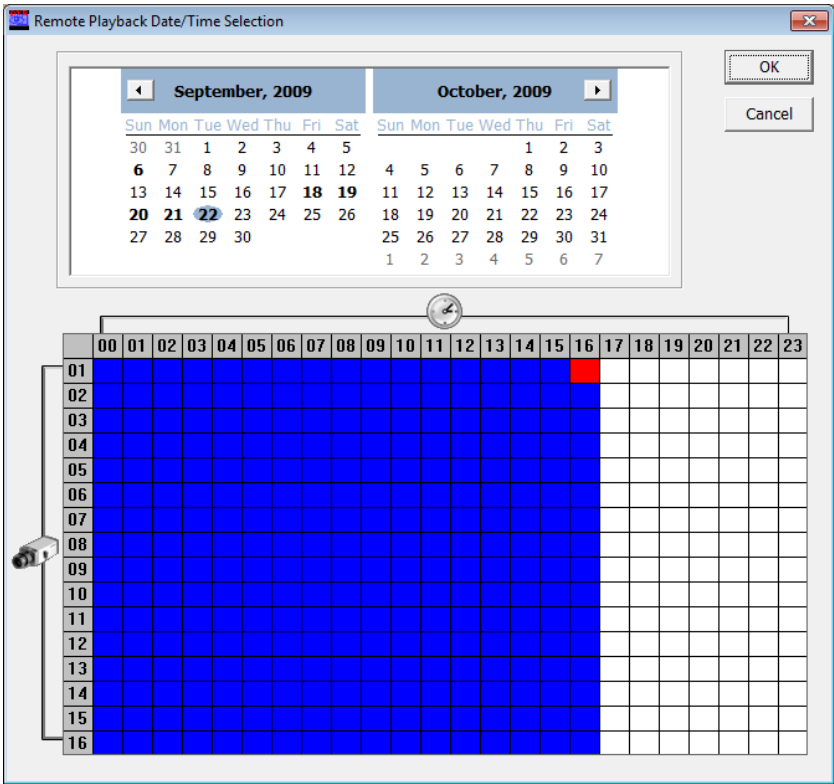 Remote Playback Date/Time Selection
OK
Cancel
September, 2009 October, 2009
Sun Mon Tue Wed Thu Fri Sat Sun Mon Tue Wed Thu Fri Sat
30 31 1 2 3 4 5 1 2 3
6 7 8 9 10 11 12 4 5 6 7 8 9 10
13 14 15 16 17 18 19 11 12 13 14 15 16 17
20 21 22 23 24 25 26 18 19 20 21 22 23 24
27 28 29 30 25 26 27 28 29 30 31
1 2 3 4 5 6 7
00 01 02 03 04 05 06 07 08 09 10 11 12 13 14 15 16 17 18 19 20 21 22 23
01
02
03
04
05
06
07
08
09
10
11
12
13
14
15
16